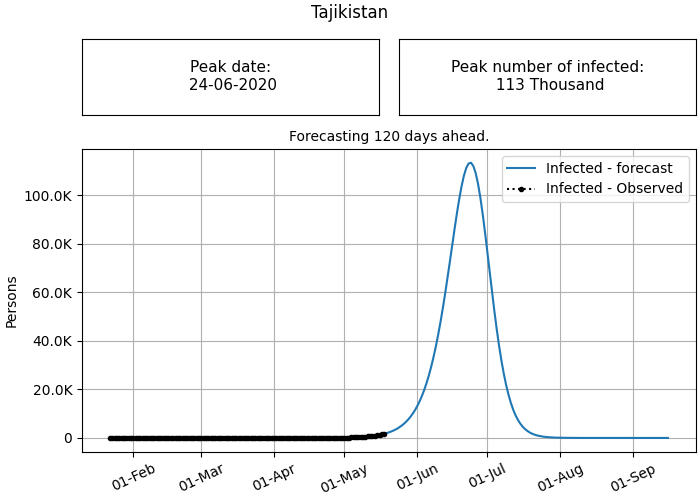 Tajikistan
Peak date:
24-06-2020
Peak number of infected:
113 Thousand
Forecasting 120 days ahead.
Infected - forecast
Infected - Observed
Persons
100.0K
80.0K
60.0K
40.0K
20.0K
0
01-Feb
01-Mar
01-Apr
01-May
01-Jun
01-Jul
01-Aug
01-Sep